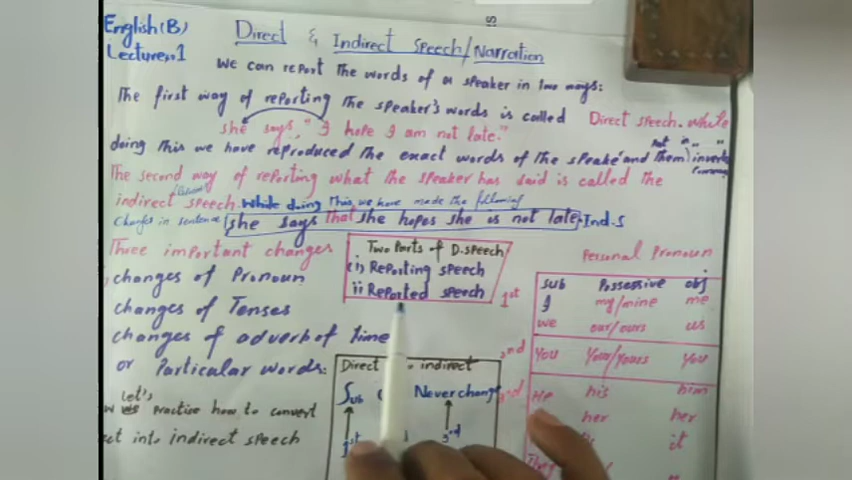 English(B)
Lecture:1
Direct & Indirect Speech/Narration
We can report the words of a speaker in two ways:
The first way of reporting the speaker's words is called Direct speech. while
she says, "I hope I am not late."
doing this we have reproduced the exact words of the speake and them inverted
not in
The second way of reporting what the speaker has said is called the
indirect speech. While doing this we have made the following
changes in sentence she says that she hopes she is not late. Ind.S
Three important changes
changes of Pronoun
changes of Tenses
changes of adverb of time
or Particular words:
Let's
we practice how to convert
into indirect speech
Two Parts of D.speech
(i) Reporting speech
ii Reported speech
Direct indirect
Sub Never change
1st 3rd
Personal Pronoun
Sub Possessive obj
1st I my/mine me
we our/ours us
You Your/Yours You
He his him
her her
it
They